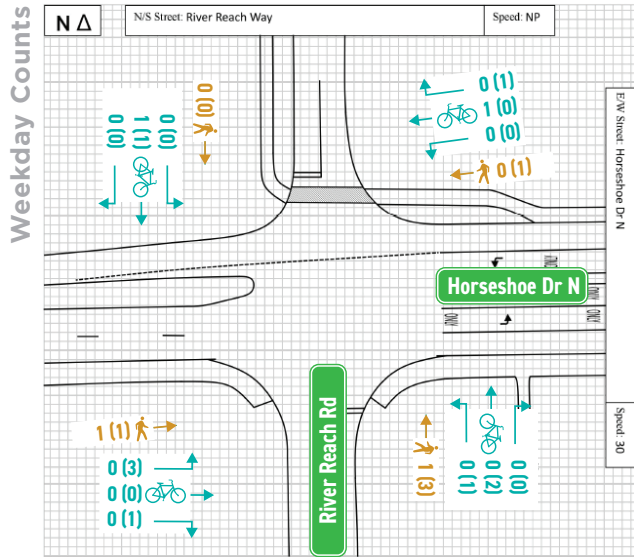 Weekday Counts
N Δ
N/S Street: River Reach Way
Speed: NP
E/W Street: Horseshoe Dr N
Speed: 30
0 (0)
0 (0)
1 (1)
0 (0)
0 (1)
1 (0)
0 (0)
0 (1)
Horseshoe Dr N
ONLY
ONLY
ONLY
ONLY
River Reach Rd
1 (1)
0 (3)
0 (0)
0 (1)
1 (3)
0 (1)
0 (2)
0 (0)